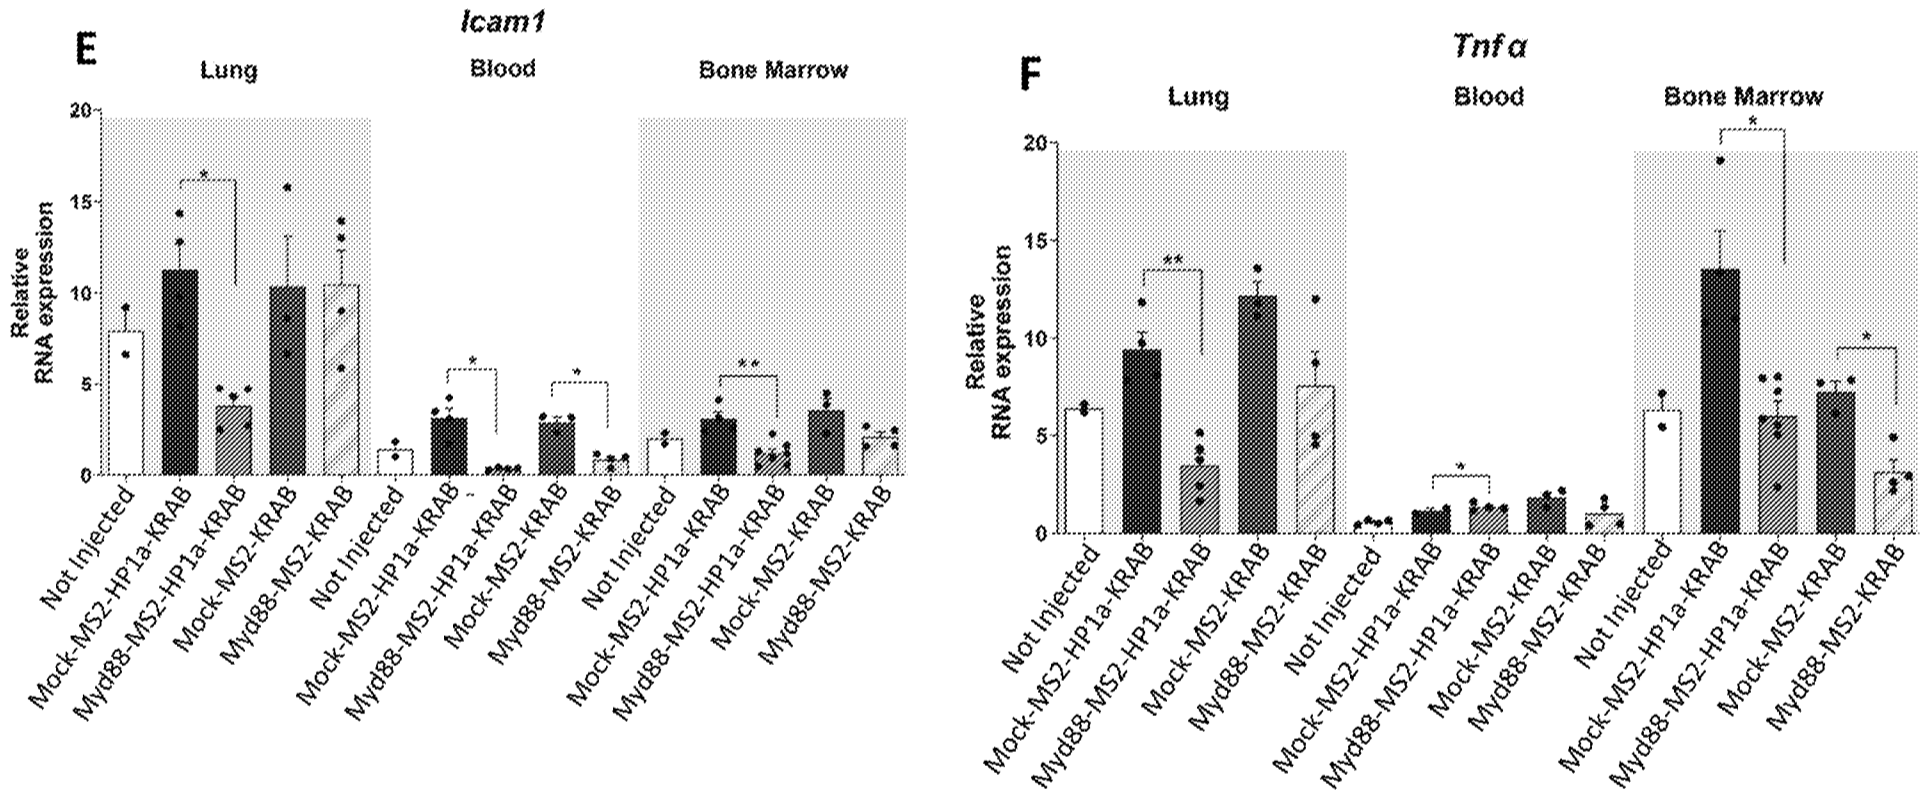 E
Icam1
Lung
Blood
Bone Marrow
Relative
RNA expression
20
15
10
5
0
*
*
*
**
Not Injected
Mock-MS2-HP1a-KRAB
Myd88-MS2-HP1a-KRAB
Mock-MS2-KRAB
Myd88-MS2-KRAB
Not Injected
Mock-MS2-HP1a-KRAB
Myd88-MS2-HP1a-KRAB
Mock-MS2-KRAB
Myd88-MS2-KRAB
Not Injected
Mock-MS2-HP1a-KRAB
Myd88-MS2-HP1a-KRAB
Mock-MS2-KRAB
Myd88-MS2-KRAB
F
Tnfα
Lung
Blood
Bone Marrow
Relative
RNA expression
20
15
10
5
0
**
*
*
*
Not Injected
Mock-MS2-HP1a-KRAB
Myd88-MS2-HP1a-KRAB
Mock-MS2-KRAB
Myd88-MS2-KRAB
Not Injected
Mock-MS2-HP1a-KRAB
Myd88-MS2-HP1a-KRAB
Mock-MS2-KRAB
Myd88-MS2-KRAB
Not Injected
Mock-MS2-HP1a-KRAB
Myd88-MS2-HP1a-KRAB
Mock-MS2-KRAB
Myd88-MS2-KRAB